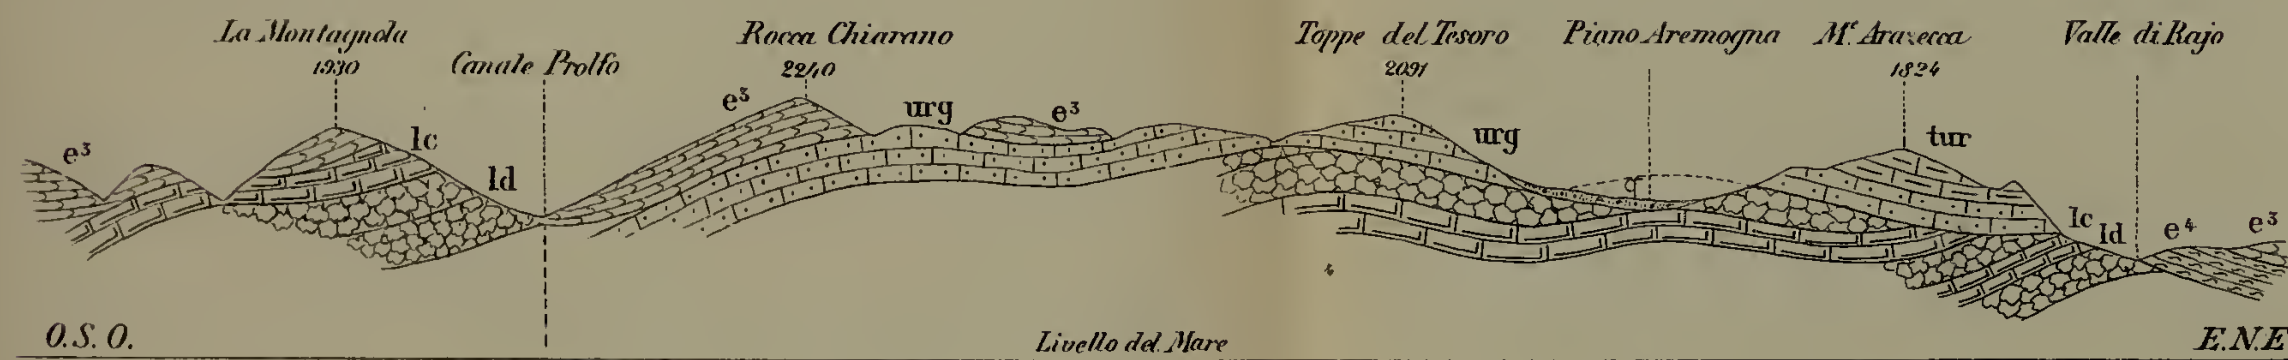 La Montagnola
1930
Canale Prolfo
Rocca Chiarano
2240
Toppe del Tesoro
2091
Piano Aremogna
Mᵉ. Arazecca
1824
Valle di Rajo
e³
lc
ld
e³
urg
e³
urg
q
tur
lc
ld
e⁴
e³
O.S.O.
Livello del Mare
E.N.E